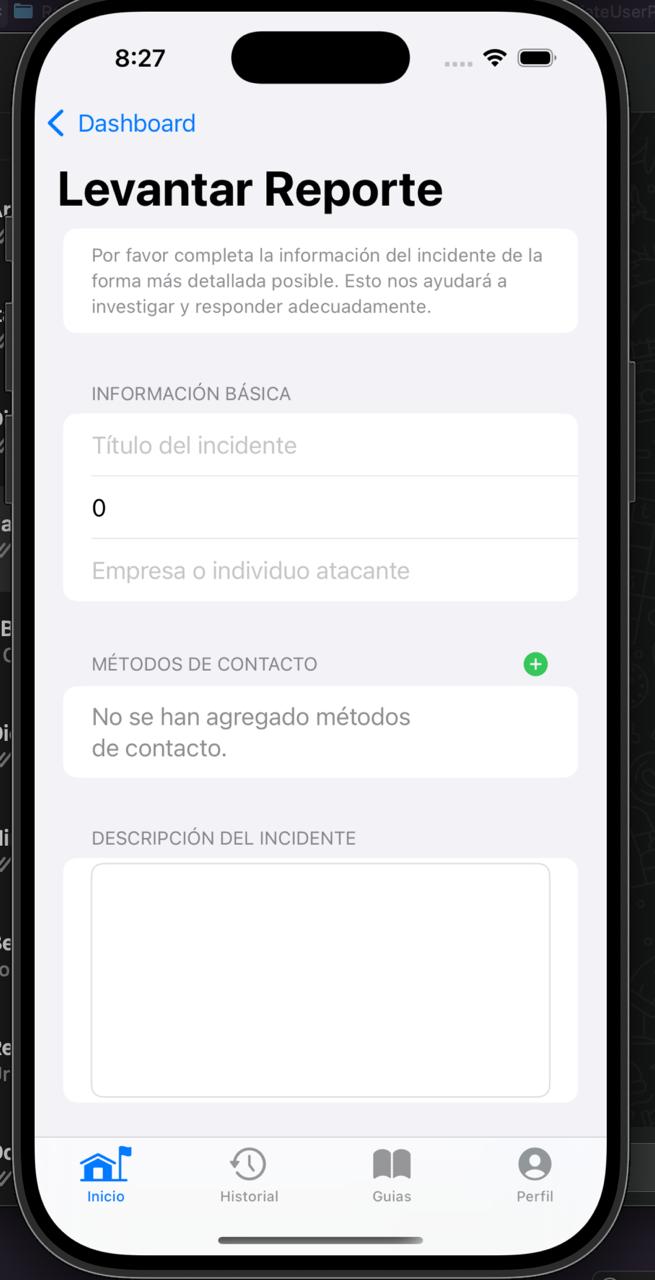 8:27
Dashboard
Levantar Reporte
Por favor completa la información del incidente de la
forma más detallada posible. Esto nos ayudará a
investigar y responder adecuadamente.
INFORMACIÓN BÁSICA
Título del incidente
0
Empresa o individuo atacante
MÉTODOS DE CONTACTO
No se han agregado métodos
de contacto.
DESCRIPCIÓN DEL INCIDENTE
Inicio
Historial
Guias
Perfil